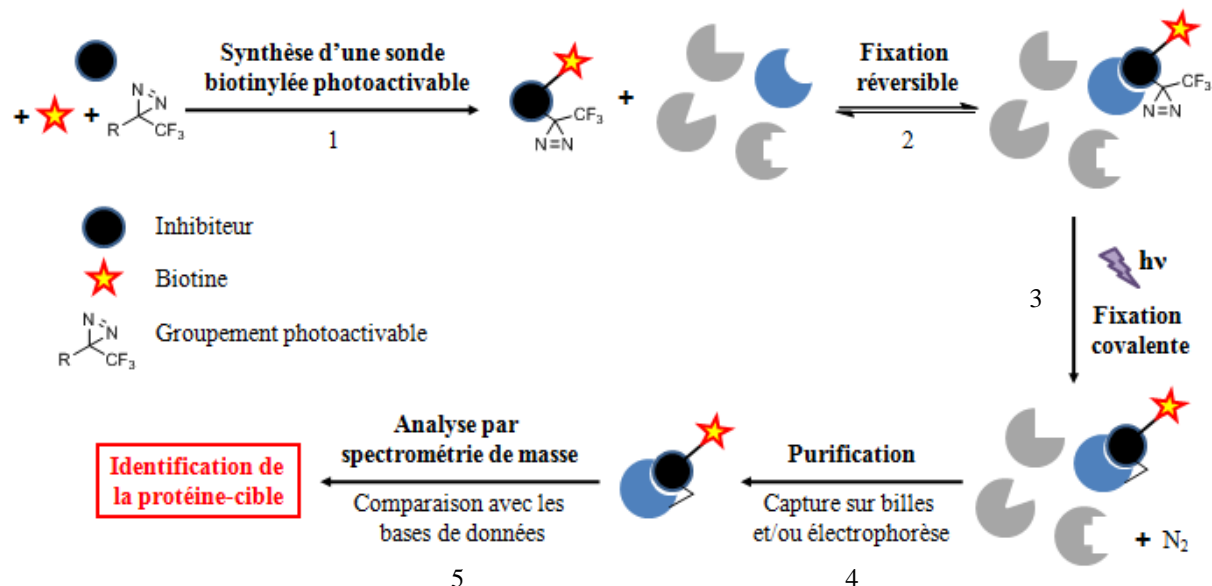 Synthèse d'une sonde
biotinylée photoactivable
1
+ + N N R CF3
CF3
N=N
+
Fixation
réversible
2
CF3
N=N
Inhibiteur
Biotine
N N R CF3
Groupement photoactivable
3
hν
Fixation
covalente
+ N2
Purification
Capture sur billes
et/ou électrophorèse
4
Analyse par
spectrométrie de masse
Comparaison avec les
bases de données
5
Identification de
la protéine-cible